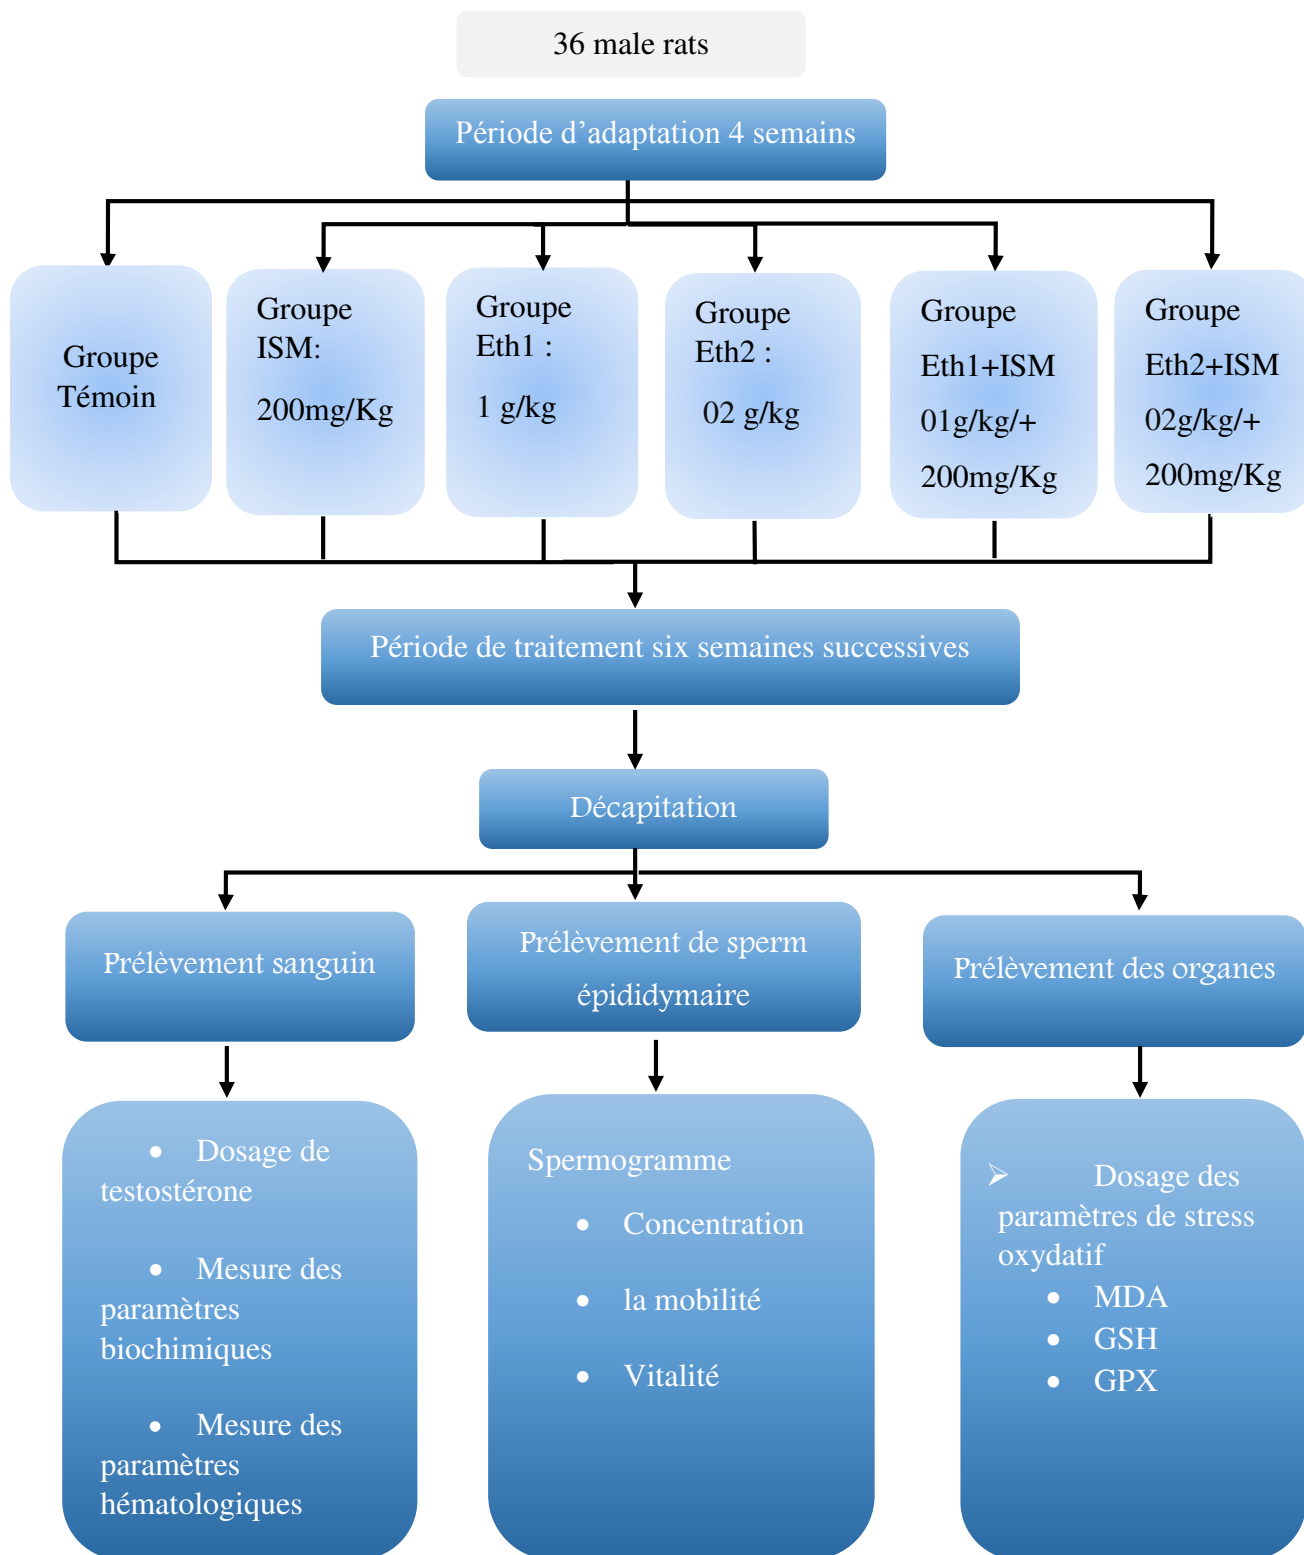 36 male rats
Période d’adaptation 4 semains
Groupe
Témoin
Groupe
ISM:
200mg/Kg
Groupe
Eth1 :
1 g/kg
Groupe
Eth2 :
02 g/kg
Groupe
Eth1+ISM
01g/kg/+
200mg/Kg
Groupe
Eth2+ISM
02g/kg/+
200mg/Kg
Période de traitement six semaines successives
Décapitation
Prélèvement sanguin
Prélèvement de sperm
épididymaire
Prélèvement des organes
• Dosage de
testostérone
• Mesure des
paramètres
biochimiques
• Mesure des
paramètres
hématologiques
Spermogramme
• Concentration
• la mobilité
• Vitalité
➢ Dosage des
paramètres de stress
oxydatif
• MDA
• GSH
• GPX